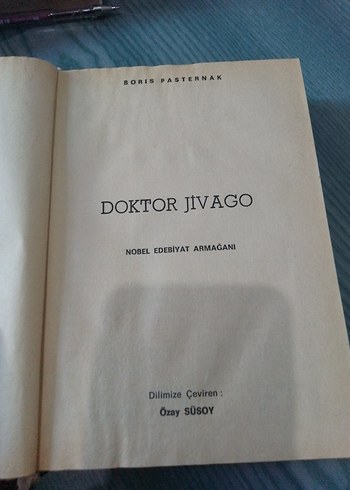 BORIS PASTERNAK
DOKTOR JİVAGO
NOBEL EDEBİYAT ARMAĞANI
Dilimize Çeviren :
Özay SÜSOY